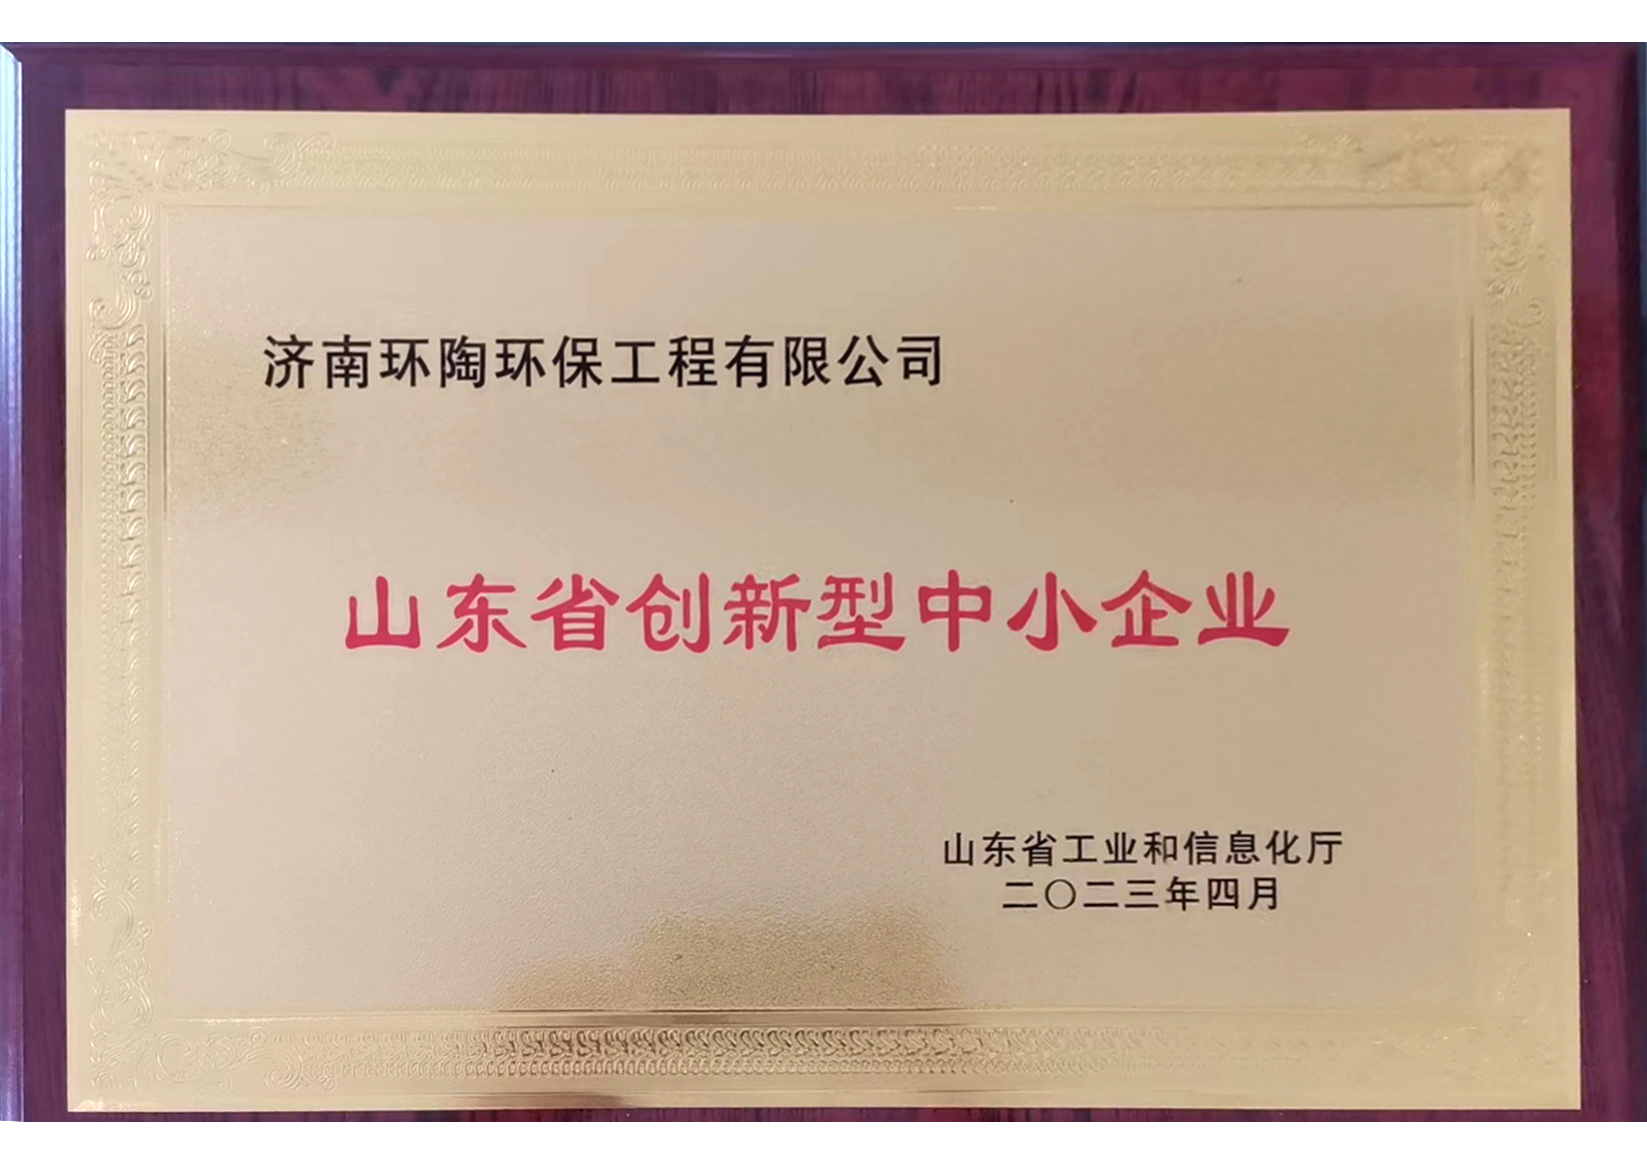 济南环陶环保工程有限公司
山东省创新型中小企业
山东省工业和信息化厅
二〇二三年四月